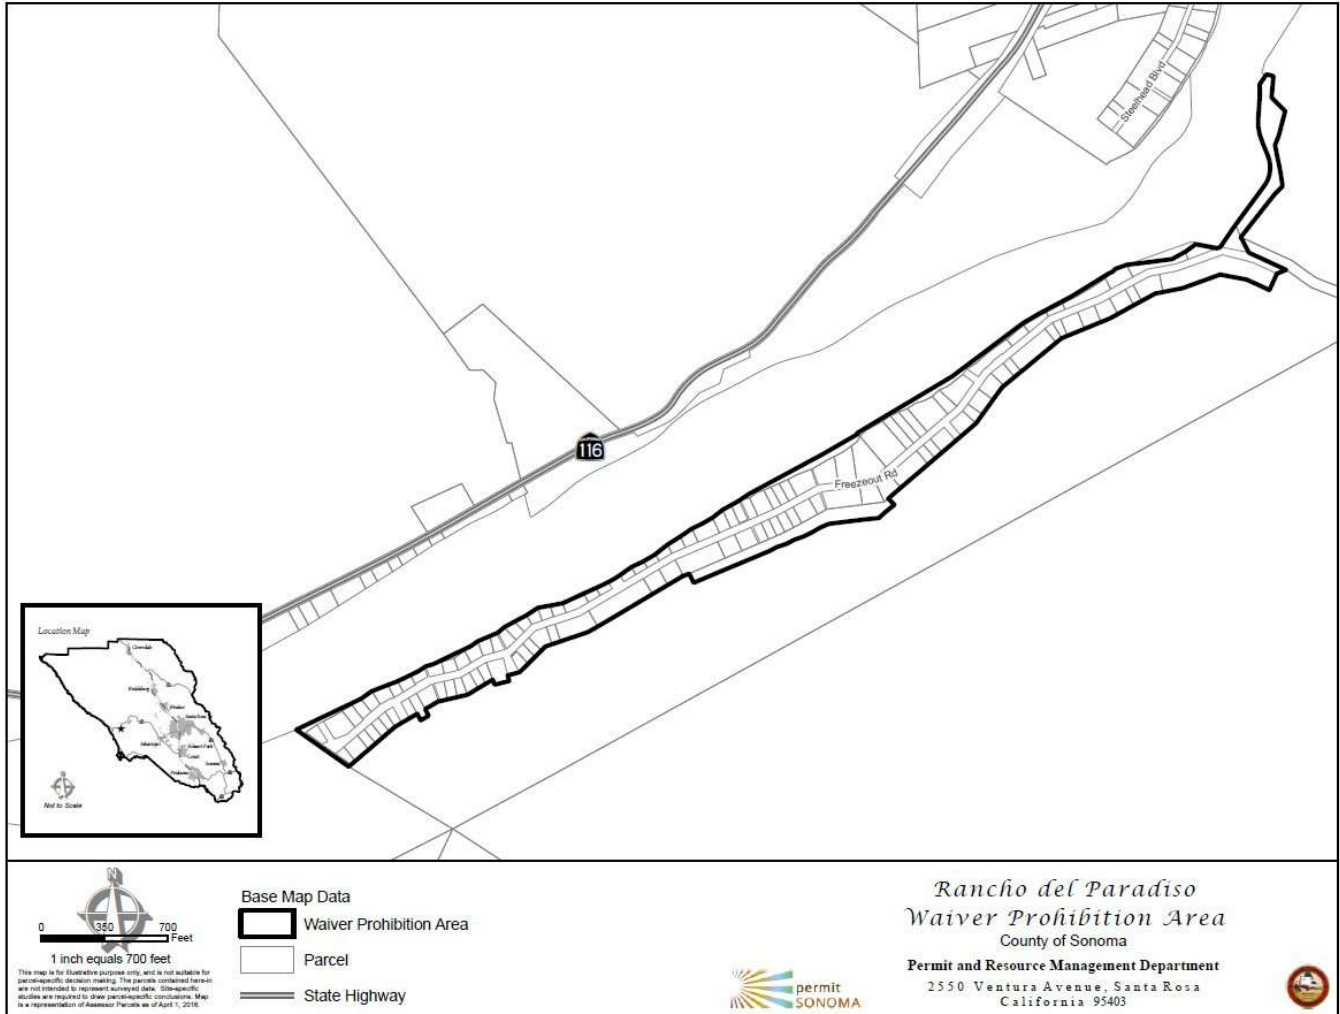 Steelhead Blvd
116
Freezeout Rd
Location Map
Cloverdale
Healdsburg
Windsor
Santa Rosa
Sebastopol
Rohnert Park
Cotati
Sonoma
Petaluma
Not to Scale
N
0 350 700
Feet
1 inch equals 700 feet
This map is for illustrative purpose only, and is not suitable for
parcel-specific decision making. The parcels contained here-in
are not intended to represent surveyed data. Site-specific
studies are required to draw parcel-specific conclusions. Map
is a representation of Assessor Parcels as of April 1, 2016
Base Map Data
Waiver Prohibition Area
Parcel
State Highway
permit
SONOMA
Rancho del Paradiso
Waiver Prohibition Area
County of Sonoma
Permit and Resource Management Department
2550 Ventura Avenue, Santa Rosa
California 95403